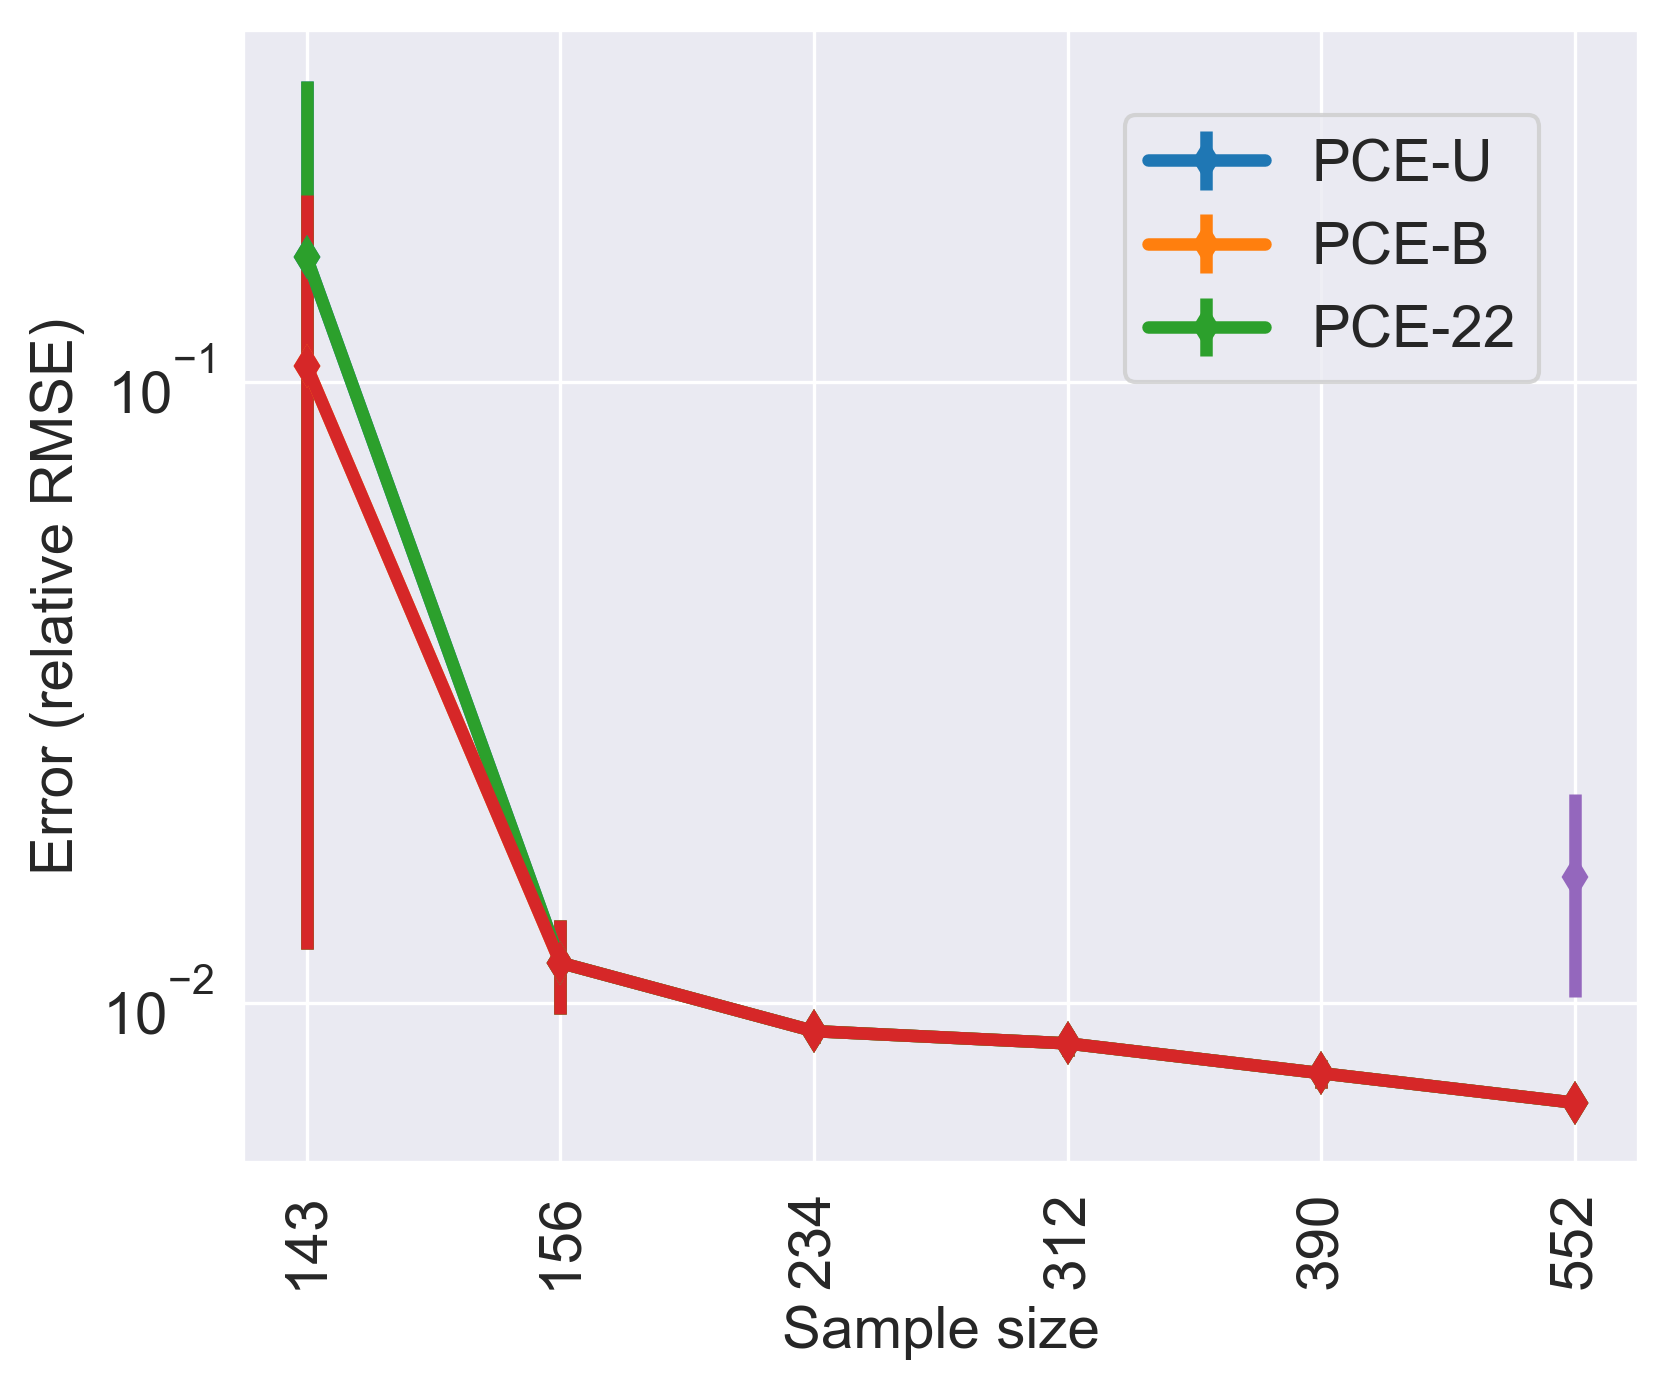 PCE-U
PCE-B
PCE-22
Error (relative RMSE)
10⁻¹
10⁻²
143
156
234
312
390
552
Sample size